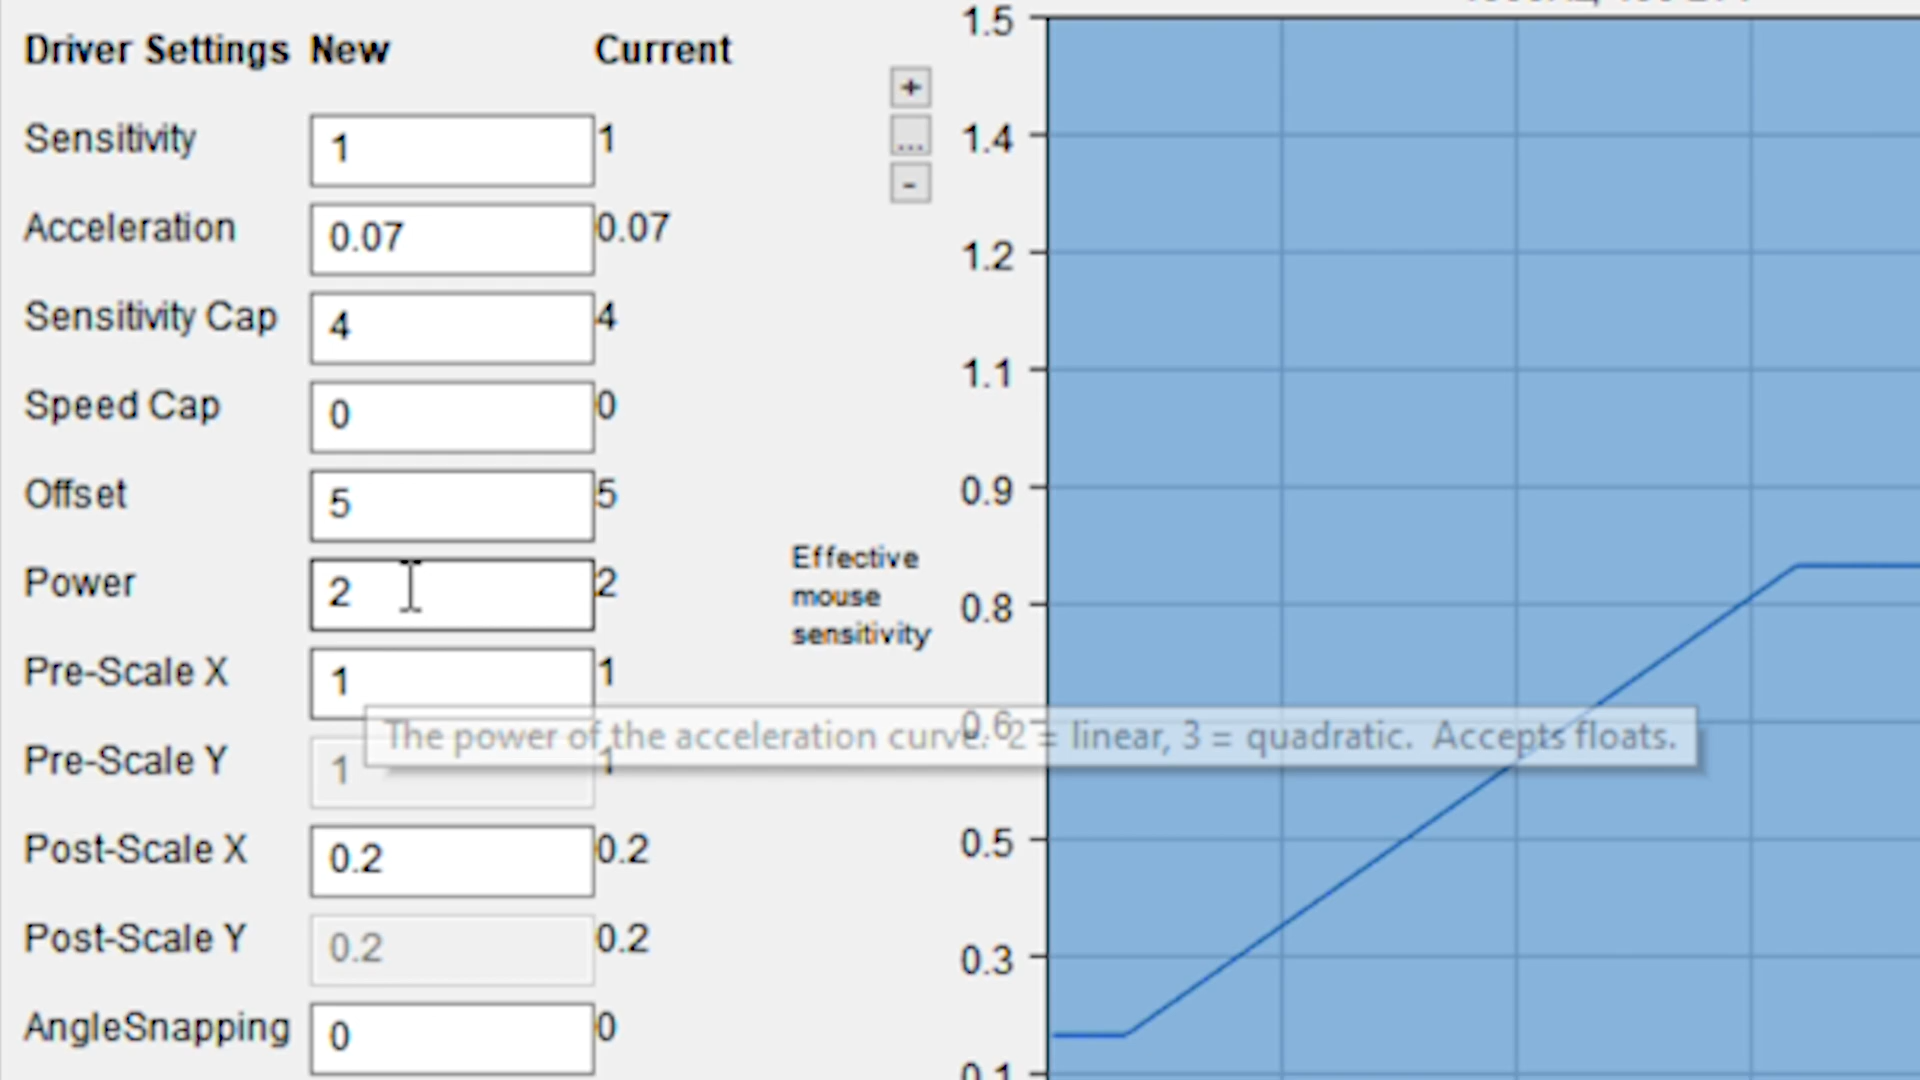 Driver Settings New Current
Sensitivity 1 1
Acceleration 0.07 0.07
Sensitivity Cap 4 4
Speed Cap 0 0
Offset 5 5
Power 2 2
Pre-Scale X 1 1
The power of the acceleration curve. 2 = linear, 3 = quadratic. Accepts floats.
Pre-Scale Y 1 1
Post-Scale X 0.2 0.2
Post-Scale Y 0.2 0.2
AngleSnapping 0 0
+
...
-
Effective
mouse
sensitivity
1.5
1.4
1.2
1.1
0.9
0.8
0.6
0.5
0.3
0.1